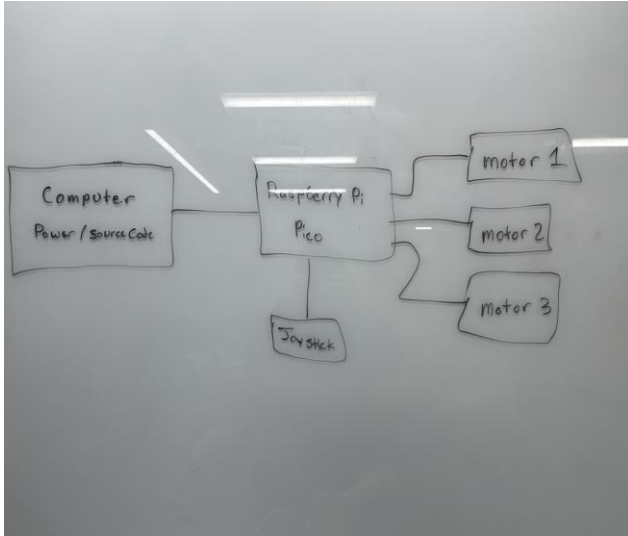 Computer
Power / source Code
Raspberry Pi
Pico
Joystick
motor 1
motor 2
motor 3